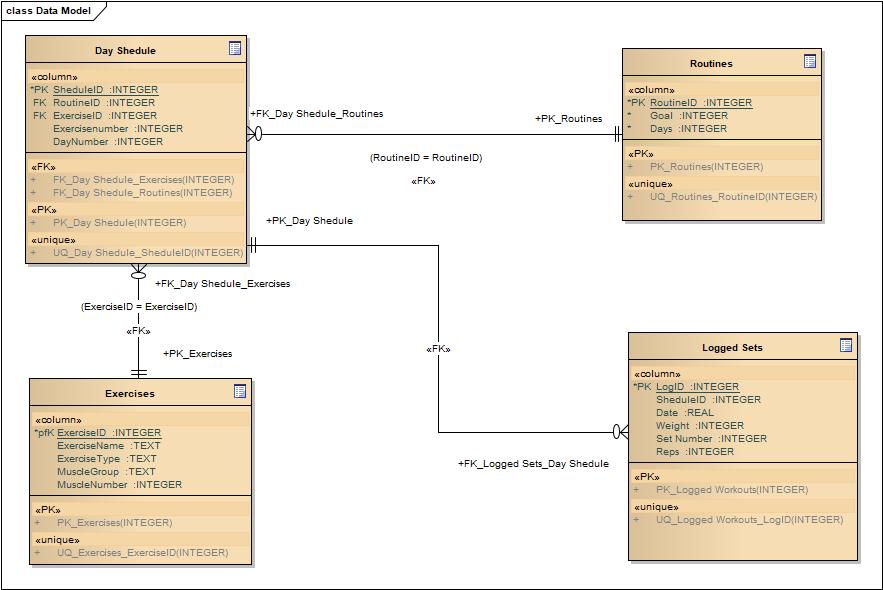 class Data Model
Day Shedule
«column»
*PK SheduleID :INTEGER
FK RoutineID :INTEGER
FK ExerciseID :INTEGER
Exercisenumber :INTEGER
DayNumber :INTEGER
«FK»
+ FK_Day Shedule_Exercises(INTEGER)
+ FK_Day Shedule_Routines(INTEGER)
«PK»
+ PK_Day Shedule(INTEGER)
«unique»
+ UQ_Day Shedule_SheduleID(INTEGER)
+FK_Day Shedule_Routines
+PK_Routines
(RoutineID = RoutineID)
«FK»
Routines
«column»
*PK RoutineID :INTEGER
* Goal :INTEGER
* Days :INTEGER
«PK»
+ PK_Routines(INTEGER)
«unique»
+ UQ_Routines_RoutineID(INTEGER)
+PK_Day Shedule
«FK»
+FK_Logged Sets_Day Shedule
+FK_Day Shedule_Exercises
(ExerciseID = ExerciseID)
«FK»
+PK_Exercises
Exercises
«column»
*pfK ExerciseID :INTEGER
ExerciseName :TEXT
ExerciseType :TEXT
MuscleGroup :TEXT
MuscleNumber :INTEGER
«PK»
+ PK_Exercises(INTEGER)
«unique»
+ UQ_Exercises_ExerciseID(INTEGER)
Logged Sets
«column»
*PK LogID :INTEGER
SheduleID :INTEGER
Date :REAL
Weight :INTEGER
Set Number :INTEGER
Reps :INTEGER
«PK»
+ PK_Logged Workouts(INTEGER)
«unique»
+ UQ_Logged Workouts_LogID(INTEGER)